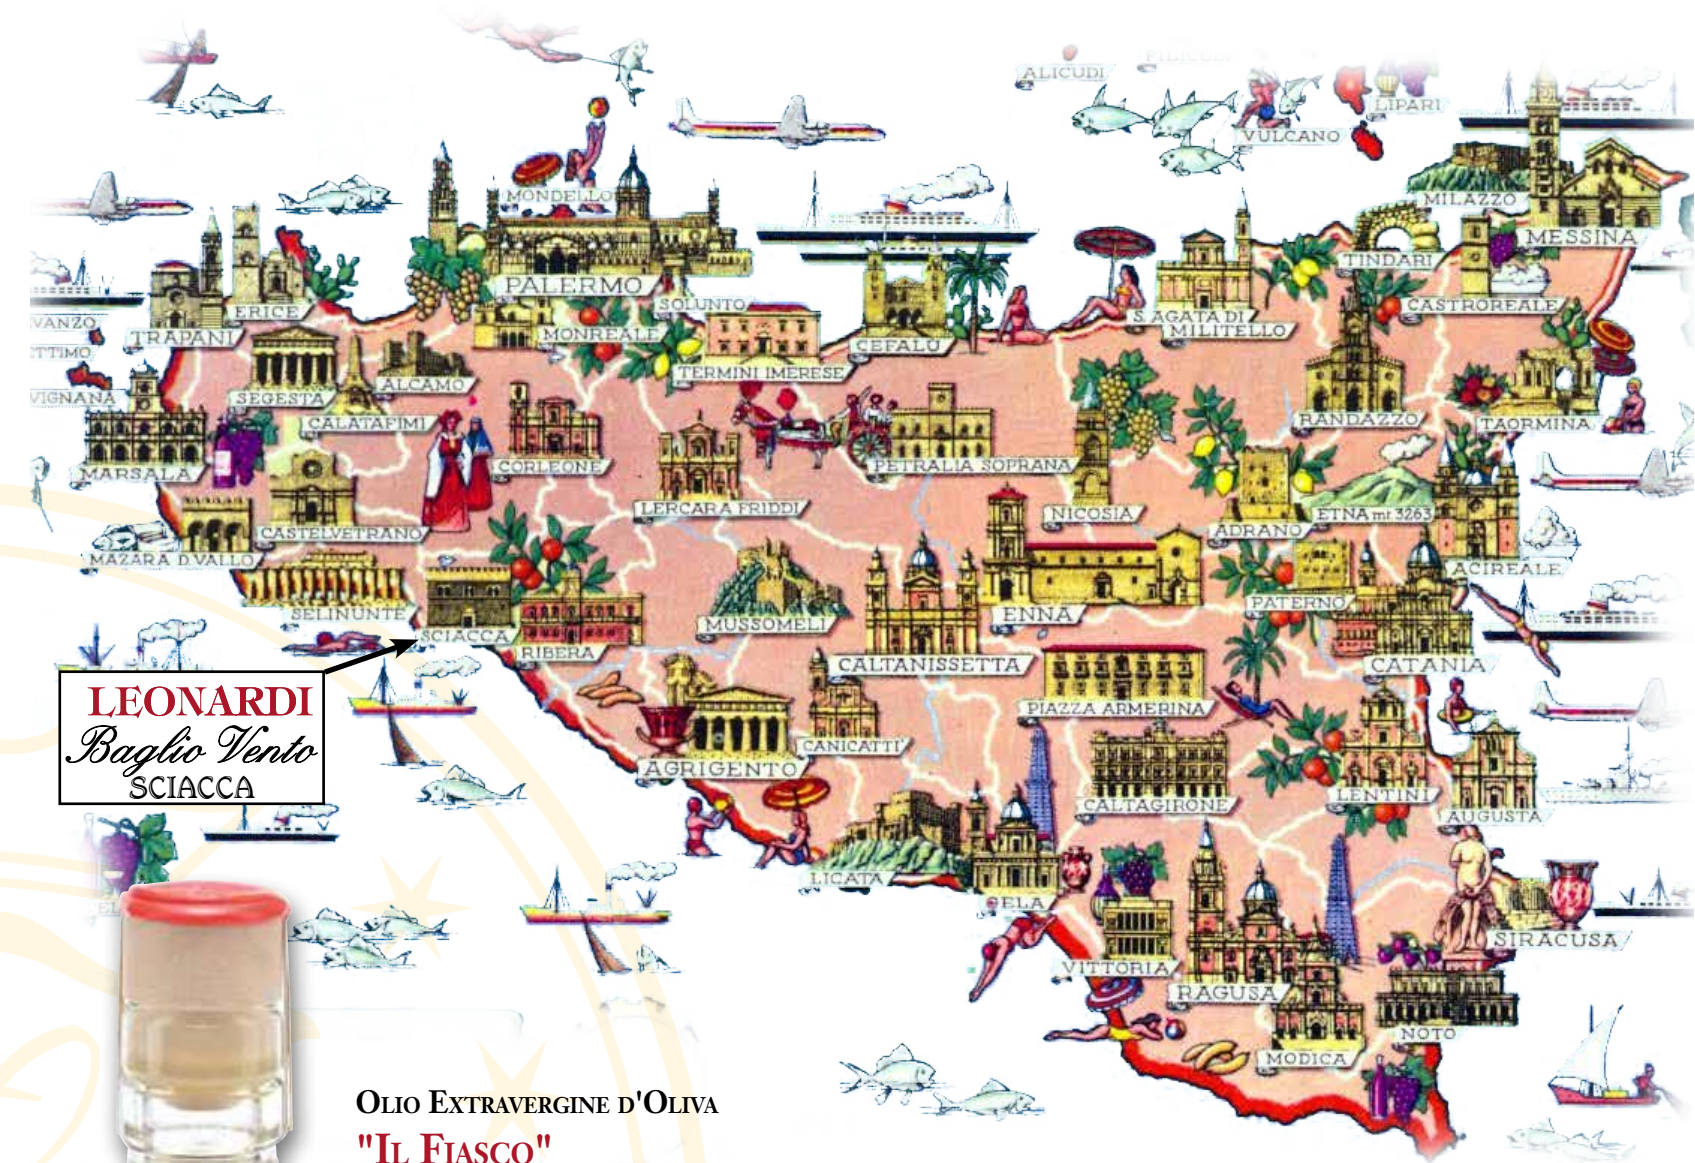 ALICUDI
FILICUDI
LIPARI
VULCANO
MILAZZO
MESSINA
MONDELLO
TINDARI
PALERMO
SOLUNTO
CASTROREALE
ERICE
TRAPANI
MONREALE
S. AGATA DI
MILITELLO
CEFALÙ
TERMINI IMERESE
ALCAMO
SEGESTA
CALATAFIMI
RANDAZZO
TAORMINA
MARSALA
CORLEONE
PETRALIA SOPRANA
LERCARA FRIDDI
NICOSIA
ETNA mt. 3263
ADRANO
CASTELVETRANO
MAZARA D. VALLO
ACIREALE
SELINUNTE
ENNA
PATERNO
MUSSOMELI
SCIACCA
RIBERA
CALTANISSETTA
CATANIA
LEONARDI
Baglio Vento
SCIACCA
PIAZZA ARMERINA
CANICATTI'
AGRIGENTO
CALTAGIRONE
LENTINI
AUGUSTA
LICATA
GELA
SIRACUSA
VITTORIA
RAGUSA
NOTO
MODICA
OLIO EXTRAVERGINE D'OLIVA
"IL FIASCO"